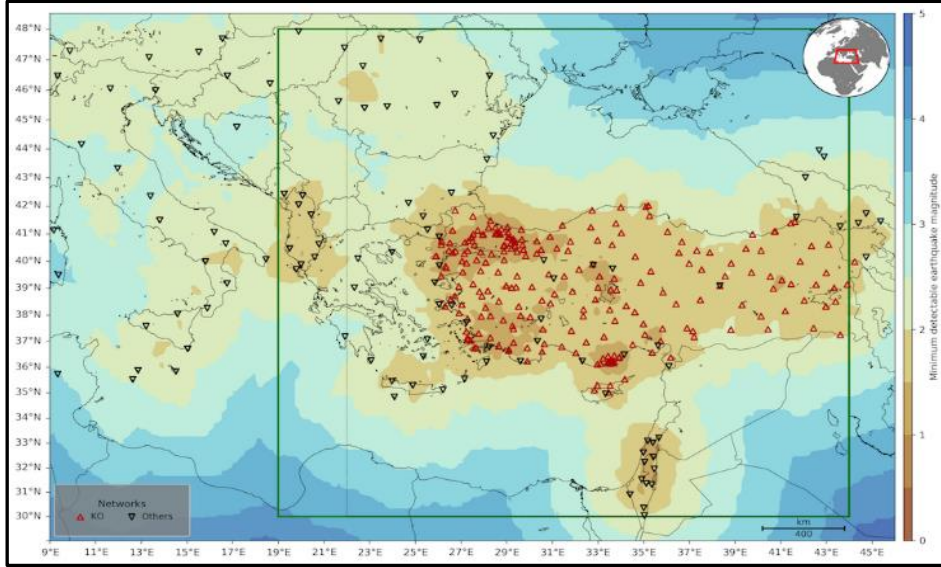 48°N
47°N
46°N
45°N
44°N
43°N
42°N
41°N
40°N
39°N
38°N
37°N
36°N
35°N
34°N
33°N
32°N
31°N
30°N
9°E 11°E 13°E 15°E 17°E 19°E 21°E 23°E 25°E 27°E 29°E 31°E 33°E 35°E 37°E 39°E 41°E 43°E 45°E
Networks
KO Others
km
400
5
4
3
2
1
0
Minimum detectable earthquake magnitude